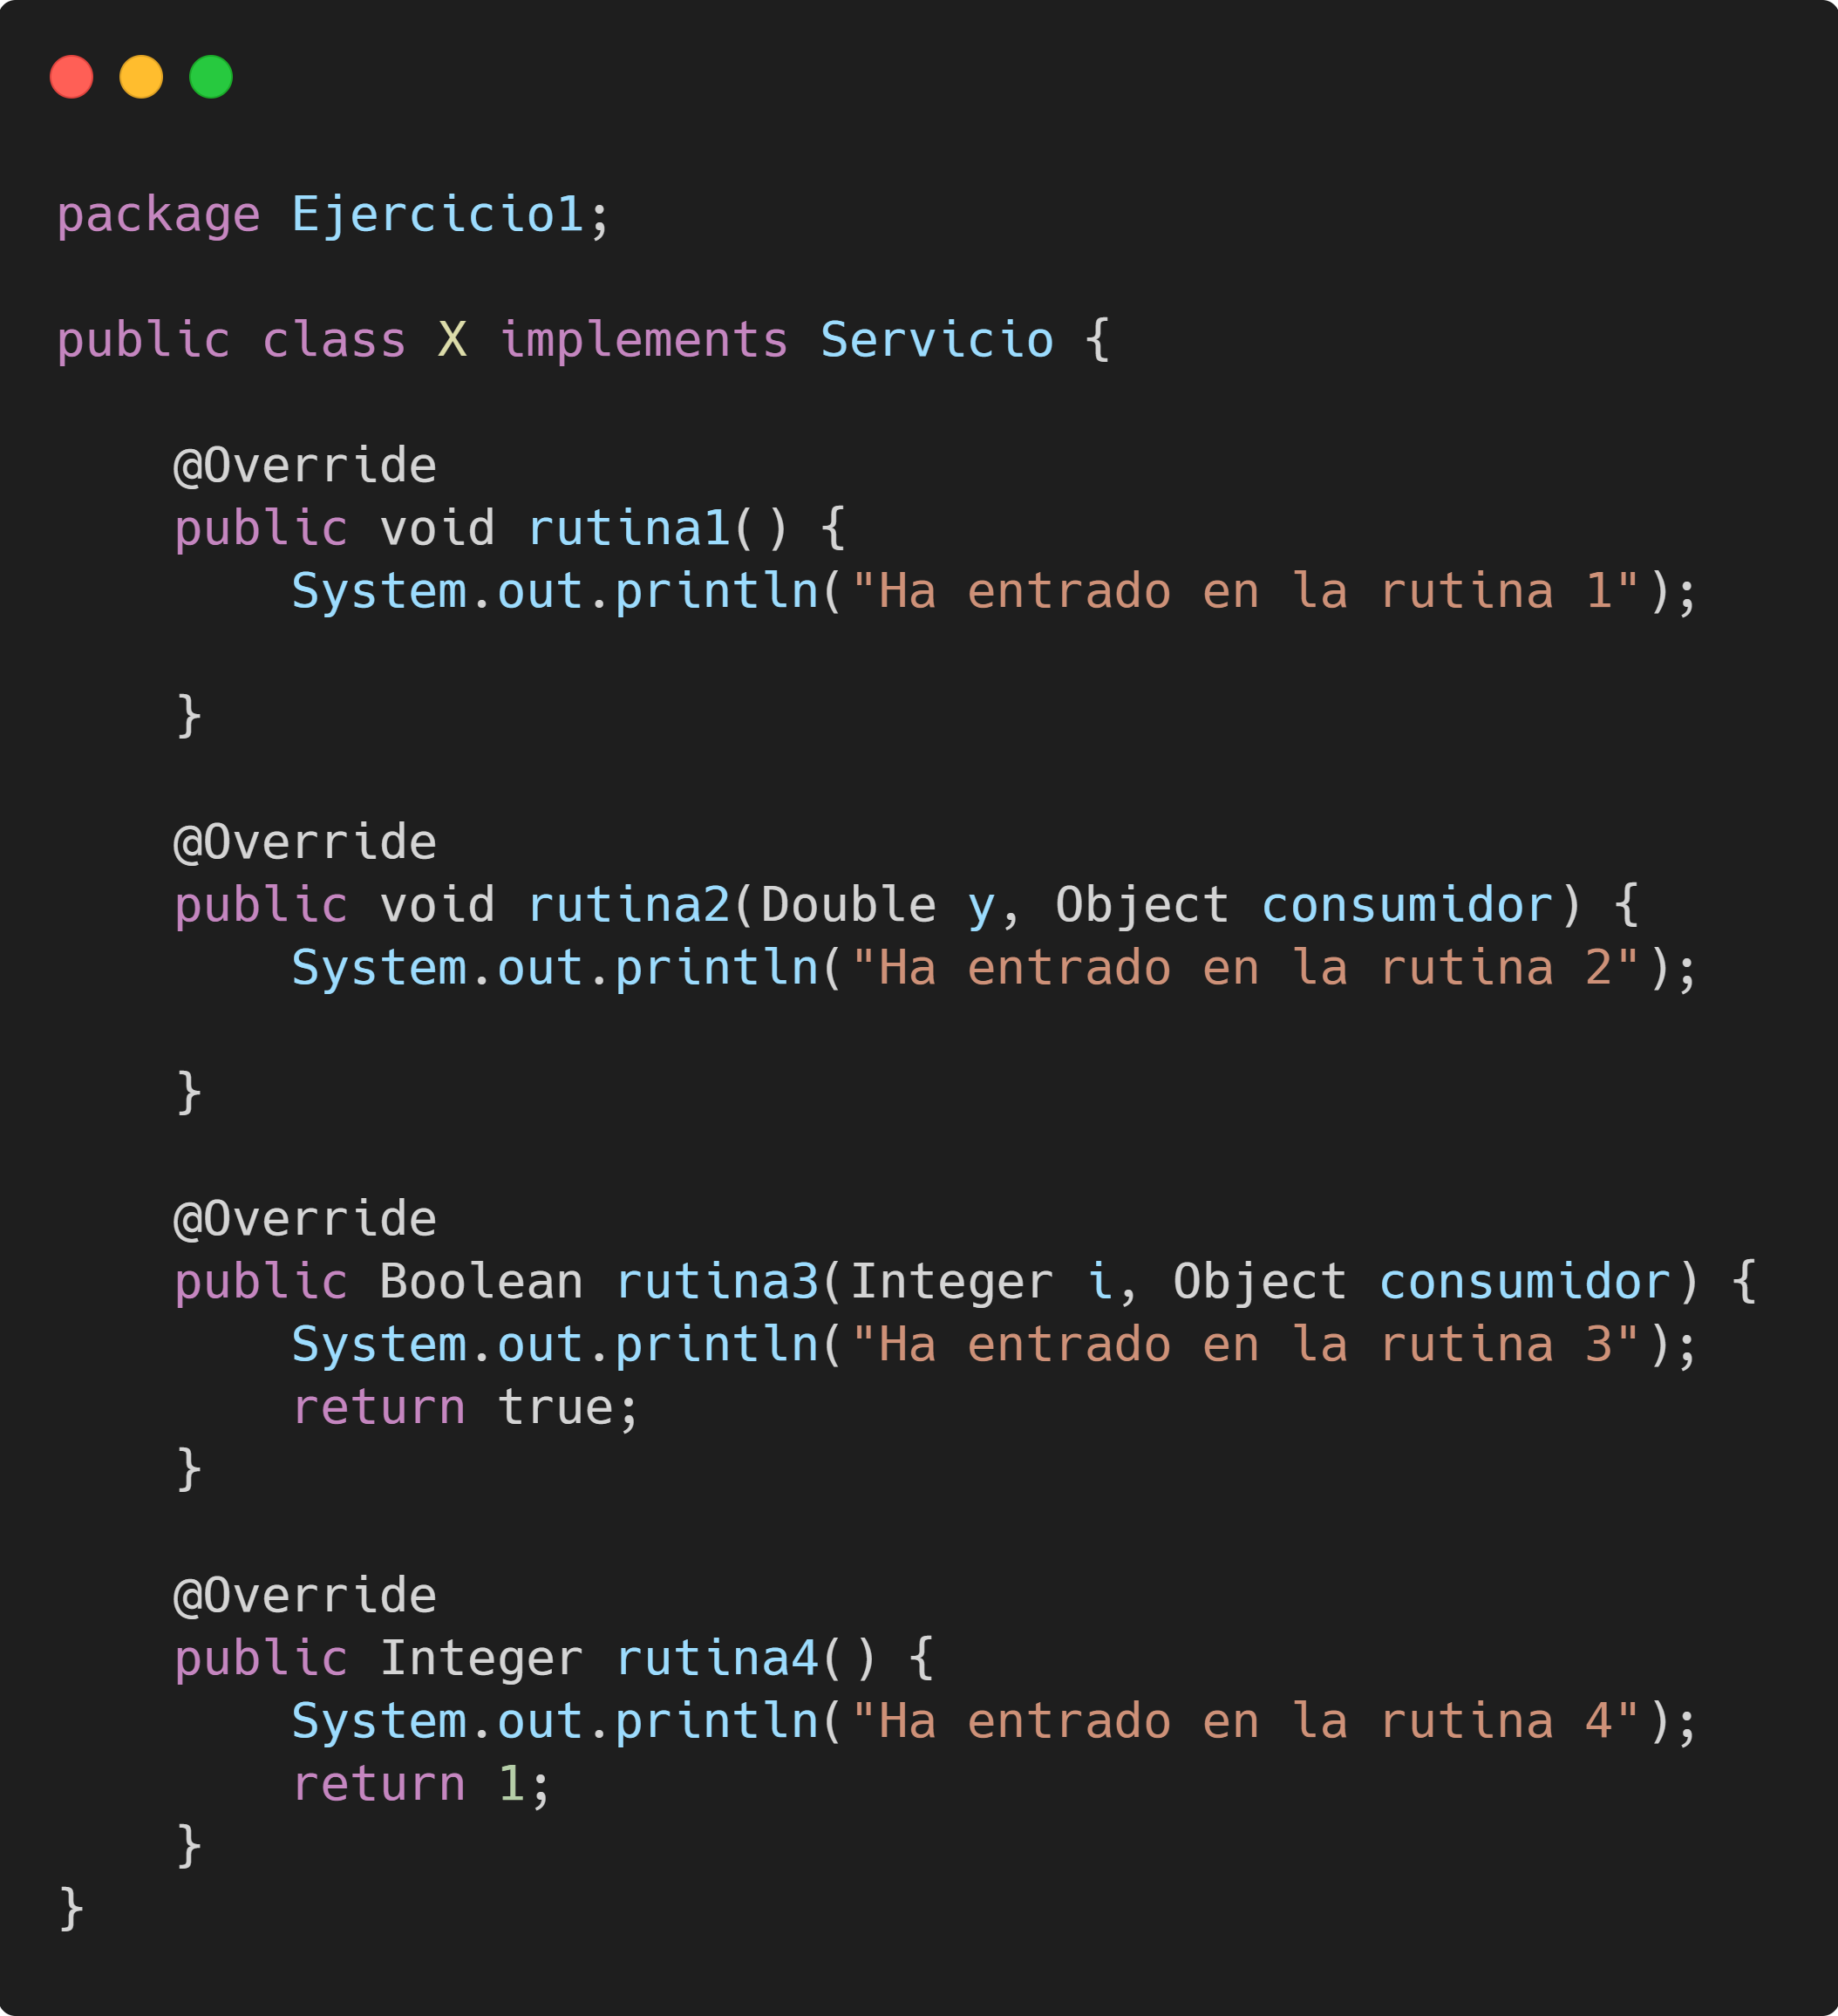 package Ejercicio1;
public class X implements Servicio {
@Override
public void rutina1() {
System.out.println("Ha entrado en la rutina 1");
}
@Override
public void rutina2(Double y, Object consumidor) {
System.out.println("Ha entrado en la rutina 2");
}
@Override
public Boolean rutina3(Integer i, Object consumidor) {
System.out.println("Ha entrado en la rutina 3");
return true;
}
@Override
public Integer rutina4() {
System.out.println("Ha entrado en la rutina 4");
return 1;
}
}